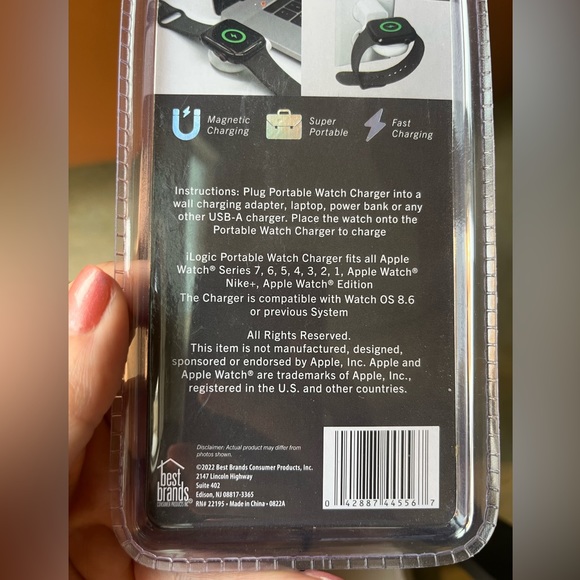 Magnetic
Charging
Super
Portable
Fast
Charging
Instructions: Plug Portable Watch Charger into a
wall charging adapter, laptop, power bank or any
other USB-A charger. Place the watch onto the
Portable Watch Charger to charge
iLogic Portable Watch Charger fits all Apple
Watch® Series 7, 6, 5, 4, 3, 2, 1, Apple Watch®
Nike+, Apple Watch® Edition
The Charger is compatible with Watch OS 8.6
or previous System
All Rights Reserved.
This item is not manufactured, designed,
sponsored or endorsed by Apple, Inc. Apple and
Apple Watch® are trademarks of Apple, Inc.,
registered in the U.S. and other countries.
Disclaimer: Actual product may differ from
photos shown.
©2022 Best Brands Consumer Products, Inc.
2147 Lincoln Highway
Suite 402
Edison, NJ 08817-3365
RN# 22195 • Made in China • 0822A
best
brands
CONSUMER PRODUCTS INC
0 42887 44556 7